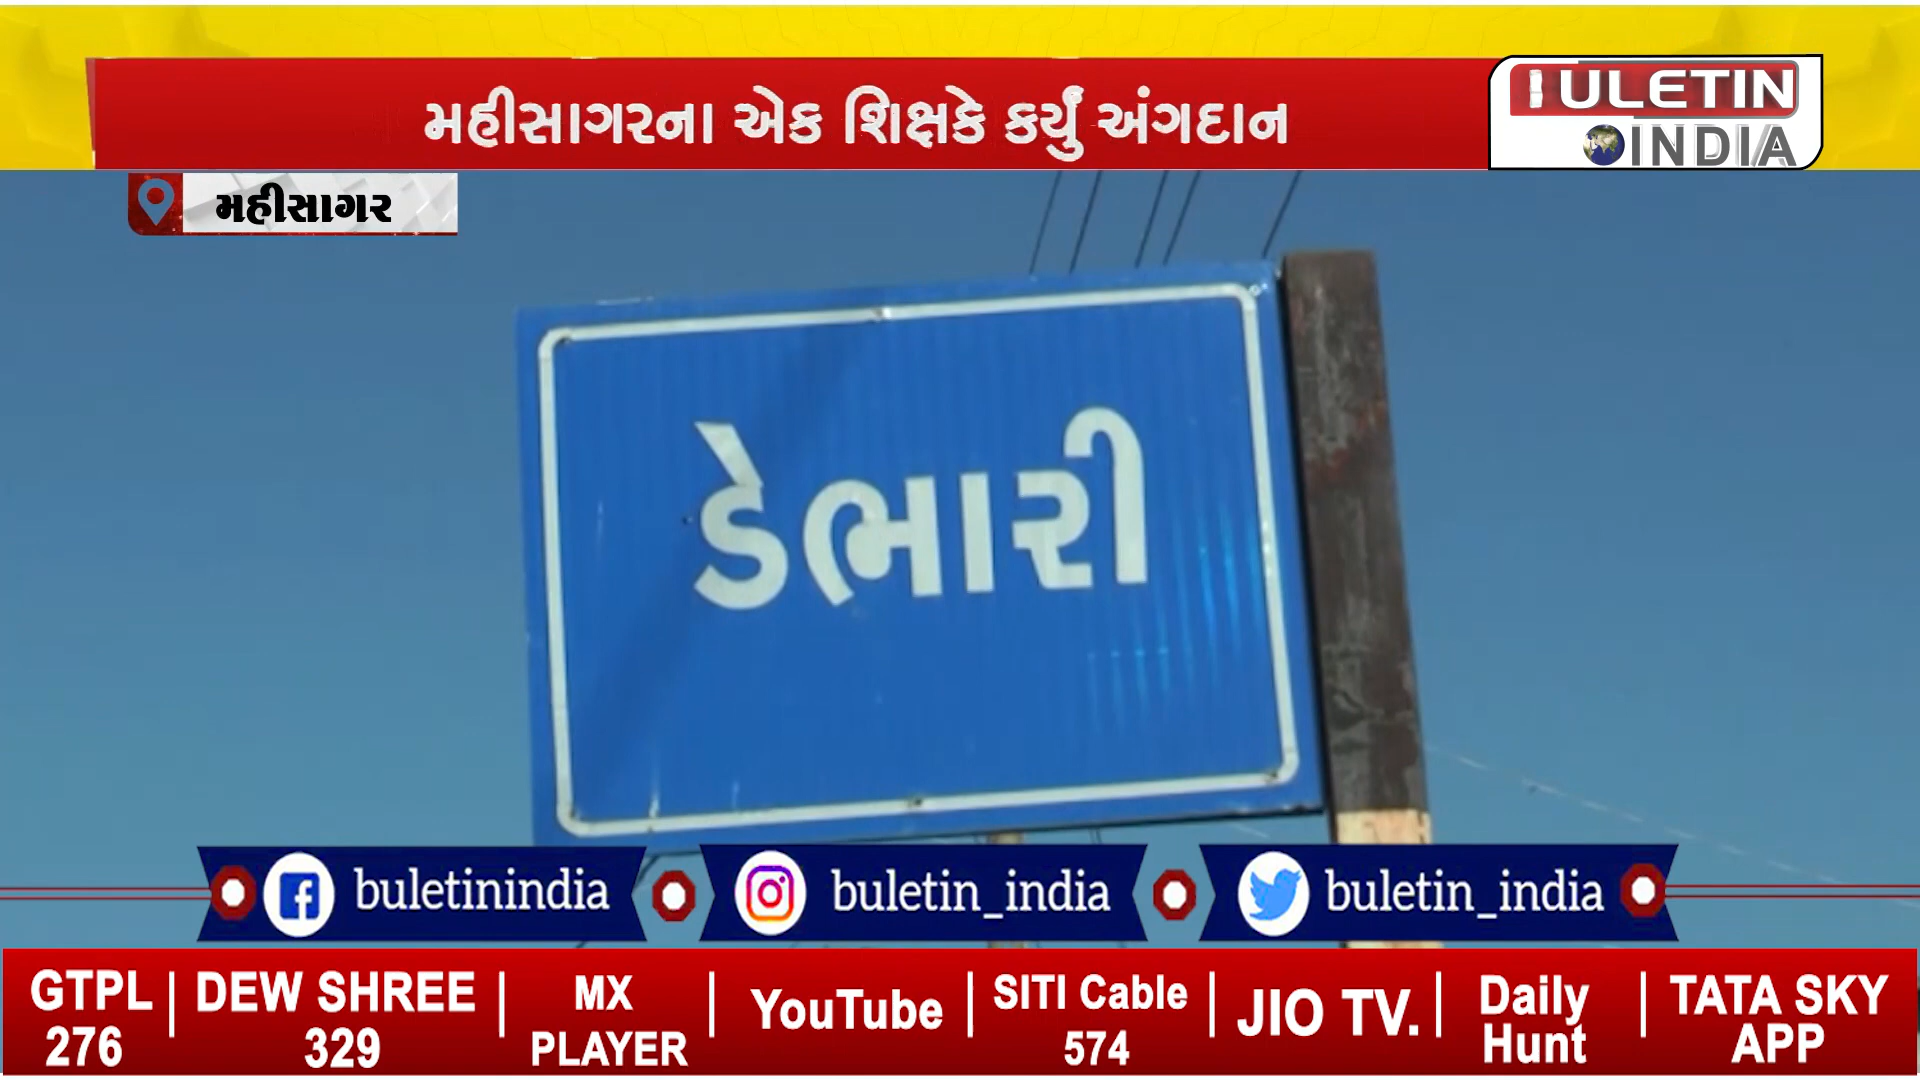 મહીસાગરના એક શિક્ષકે કર્યું અંગદાન
ULETIN
INDIA
મહીસાગર
ડેભારી
buletinindia
buletin_india
buletin_india
GTPL 276
DEW SHREE 329
MX PLAYER
YouTube
SITI Cable 574
JIO TV.
Daily Hunt
TATA SKY APP